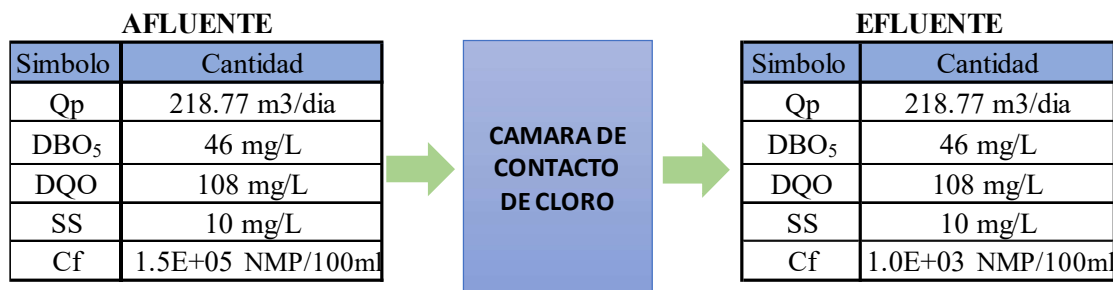 AFLUENTE
Simbolo Cantidad
Qp 218.77 m3/dia
DBO₅ 46 mg/L
DQO 108 mg/L
SS 10 mg/L
Cf 1.5E+05 NMP/100ml
CAMARA DE
CONTACTO
DE CLORO
EFLUENTE
Simbolo Cantidad
Qp 218.77 m3/dia
DBO₅ 46 mg/L
DQO 108 mg/L
SS 10 mg/L
Cf 1.0E+03 NMP/100ml